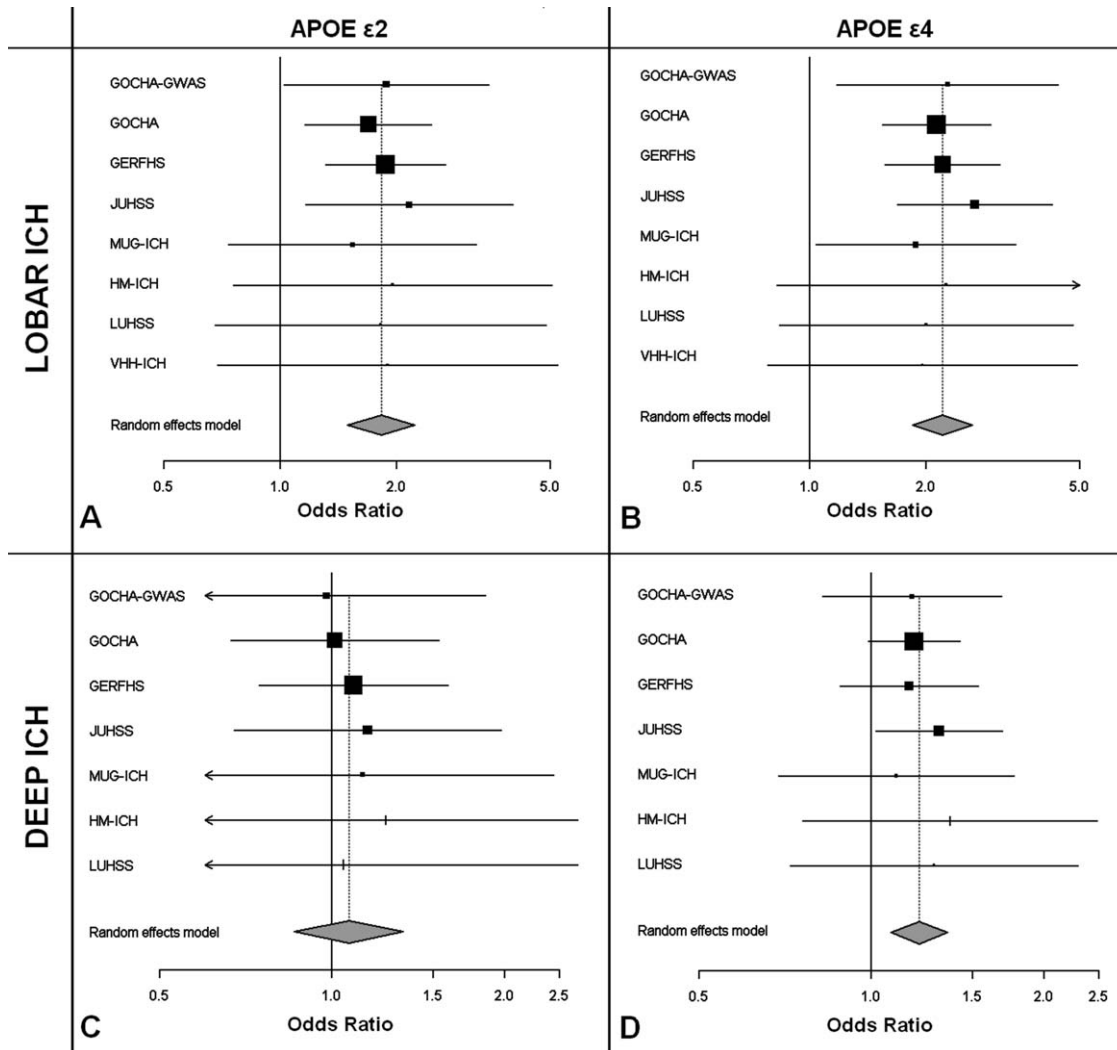 APOE ε2
APOE ε4
LOBAR ICH
GOCHA-GWAS
GOCHA
GERFHS
JUHSS
MUG-ICH
HM-ICH
LUHSS
VHH-ICH
Random effects model
0.5 1.0 2.0 5.0
Odds Ratio
A
GOCHA-GWAS
GOCHA
GERFHS
JUHSS
MUG-ICH
HM-ICH
LUHSS
VHH-ICH
Random effects model
0.5 1.0 2.0 5.0
Odds Ratio
B
DEEP ICH
GOCHA-GWAS
GOCHA
GERFHS
JUHSS
MUG-ICH
HM-ICH
LUHSS
Random effects model
0.5 1.0 1.5 2.0 2.5
Odds Ratio
C
GOCHA-GWAS
GOCHA
GERFHS
JUHSS
MUG-ICH
HM-ICH
LUHSS
Random effects model
0.5 1.0 1.5 2.0 2.5
Odds Ratio
D